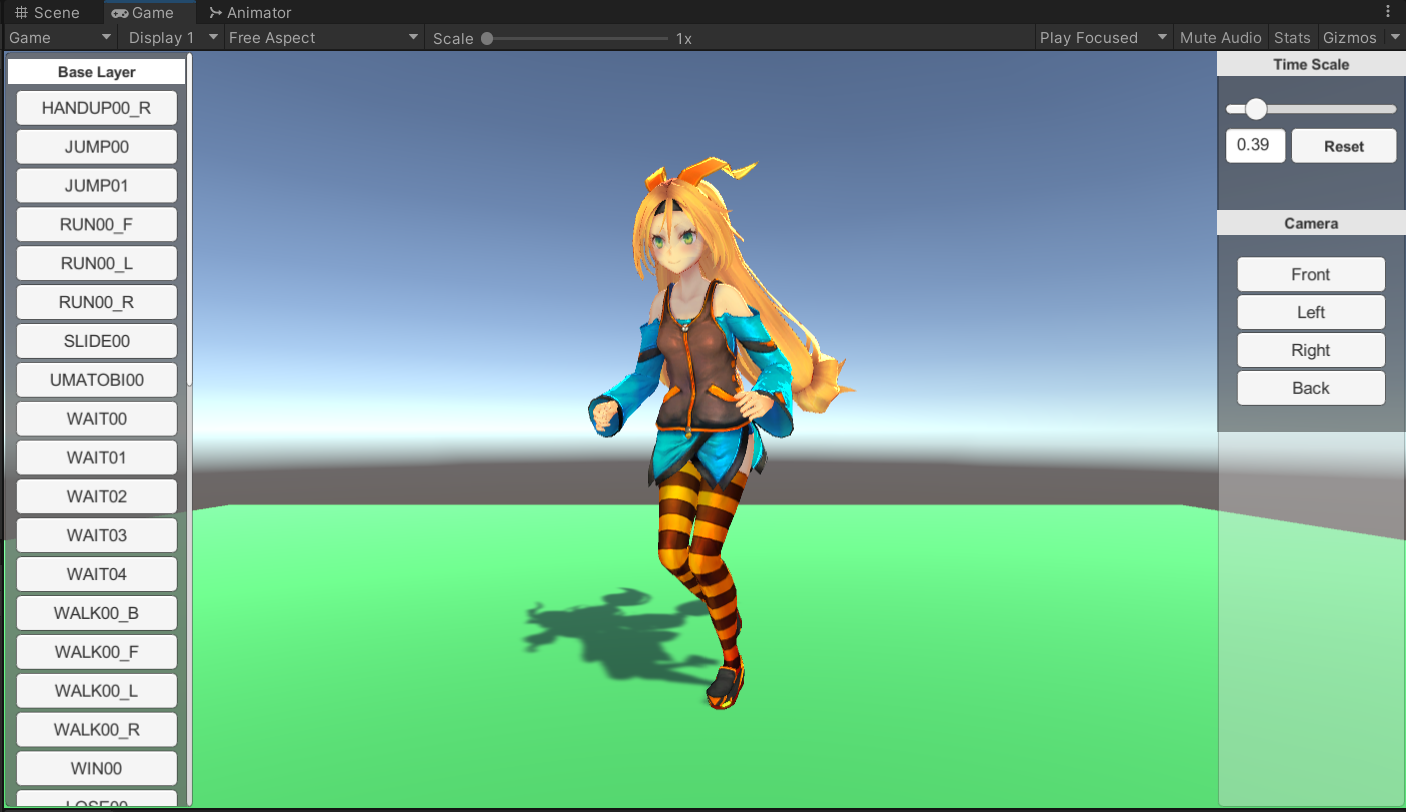 Scene Game Animator
Game Display 1 Free Aspect Scale 1x Play Focused Mute Audio Stats Gizmos
Base Layer
HANDUP00_R
JUMP00
JUMP01
RUN00_F
RUN00_L
RUN00_R
SLIDE00
UMATOBI00
WAIT00
WAIT01
WAIT02
WAIT03
WAIT04
WALK00_B
WALK00_F
WALK00_L
WALK00_R
WIN00
LOSE00
Time Scale
0.39 Reset
Camera
Front
Left
Right
Back